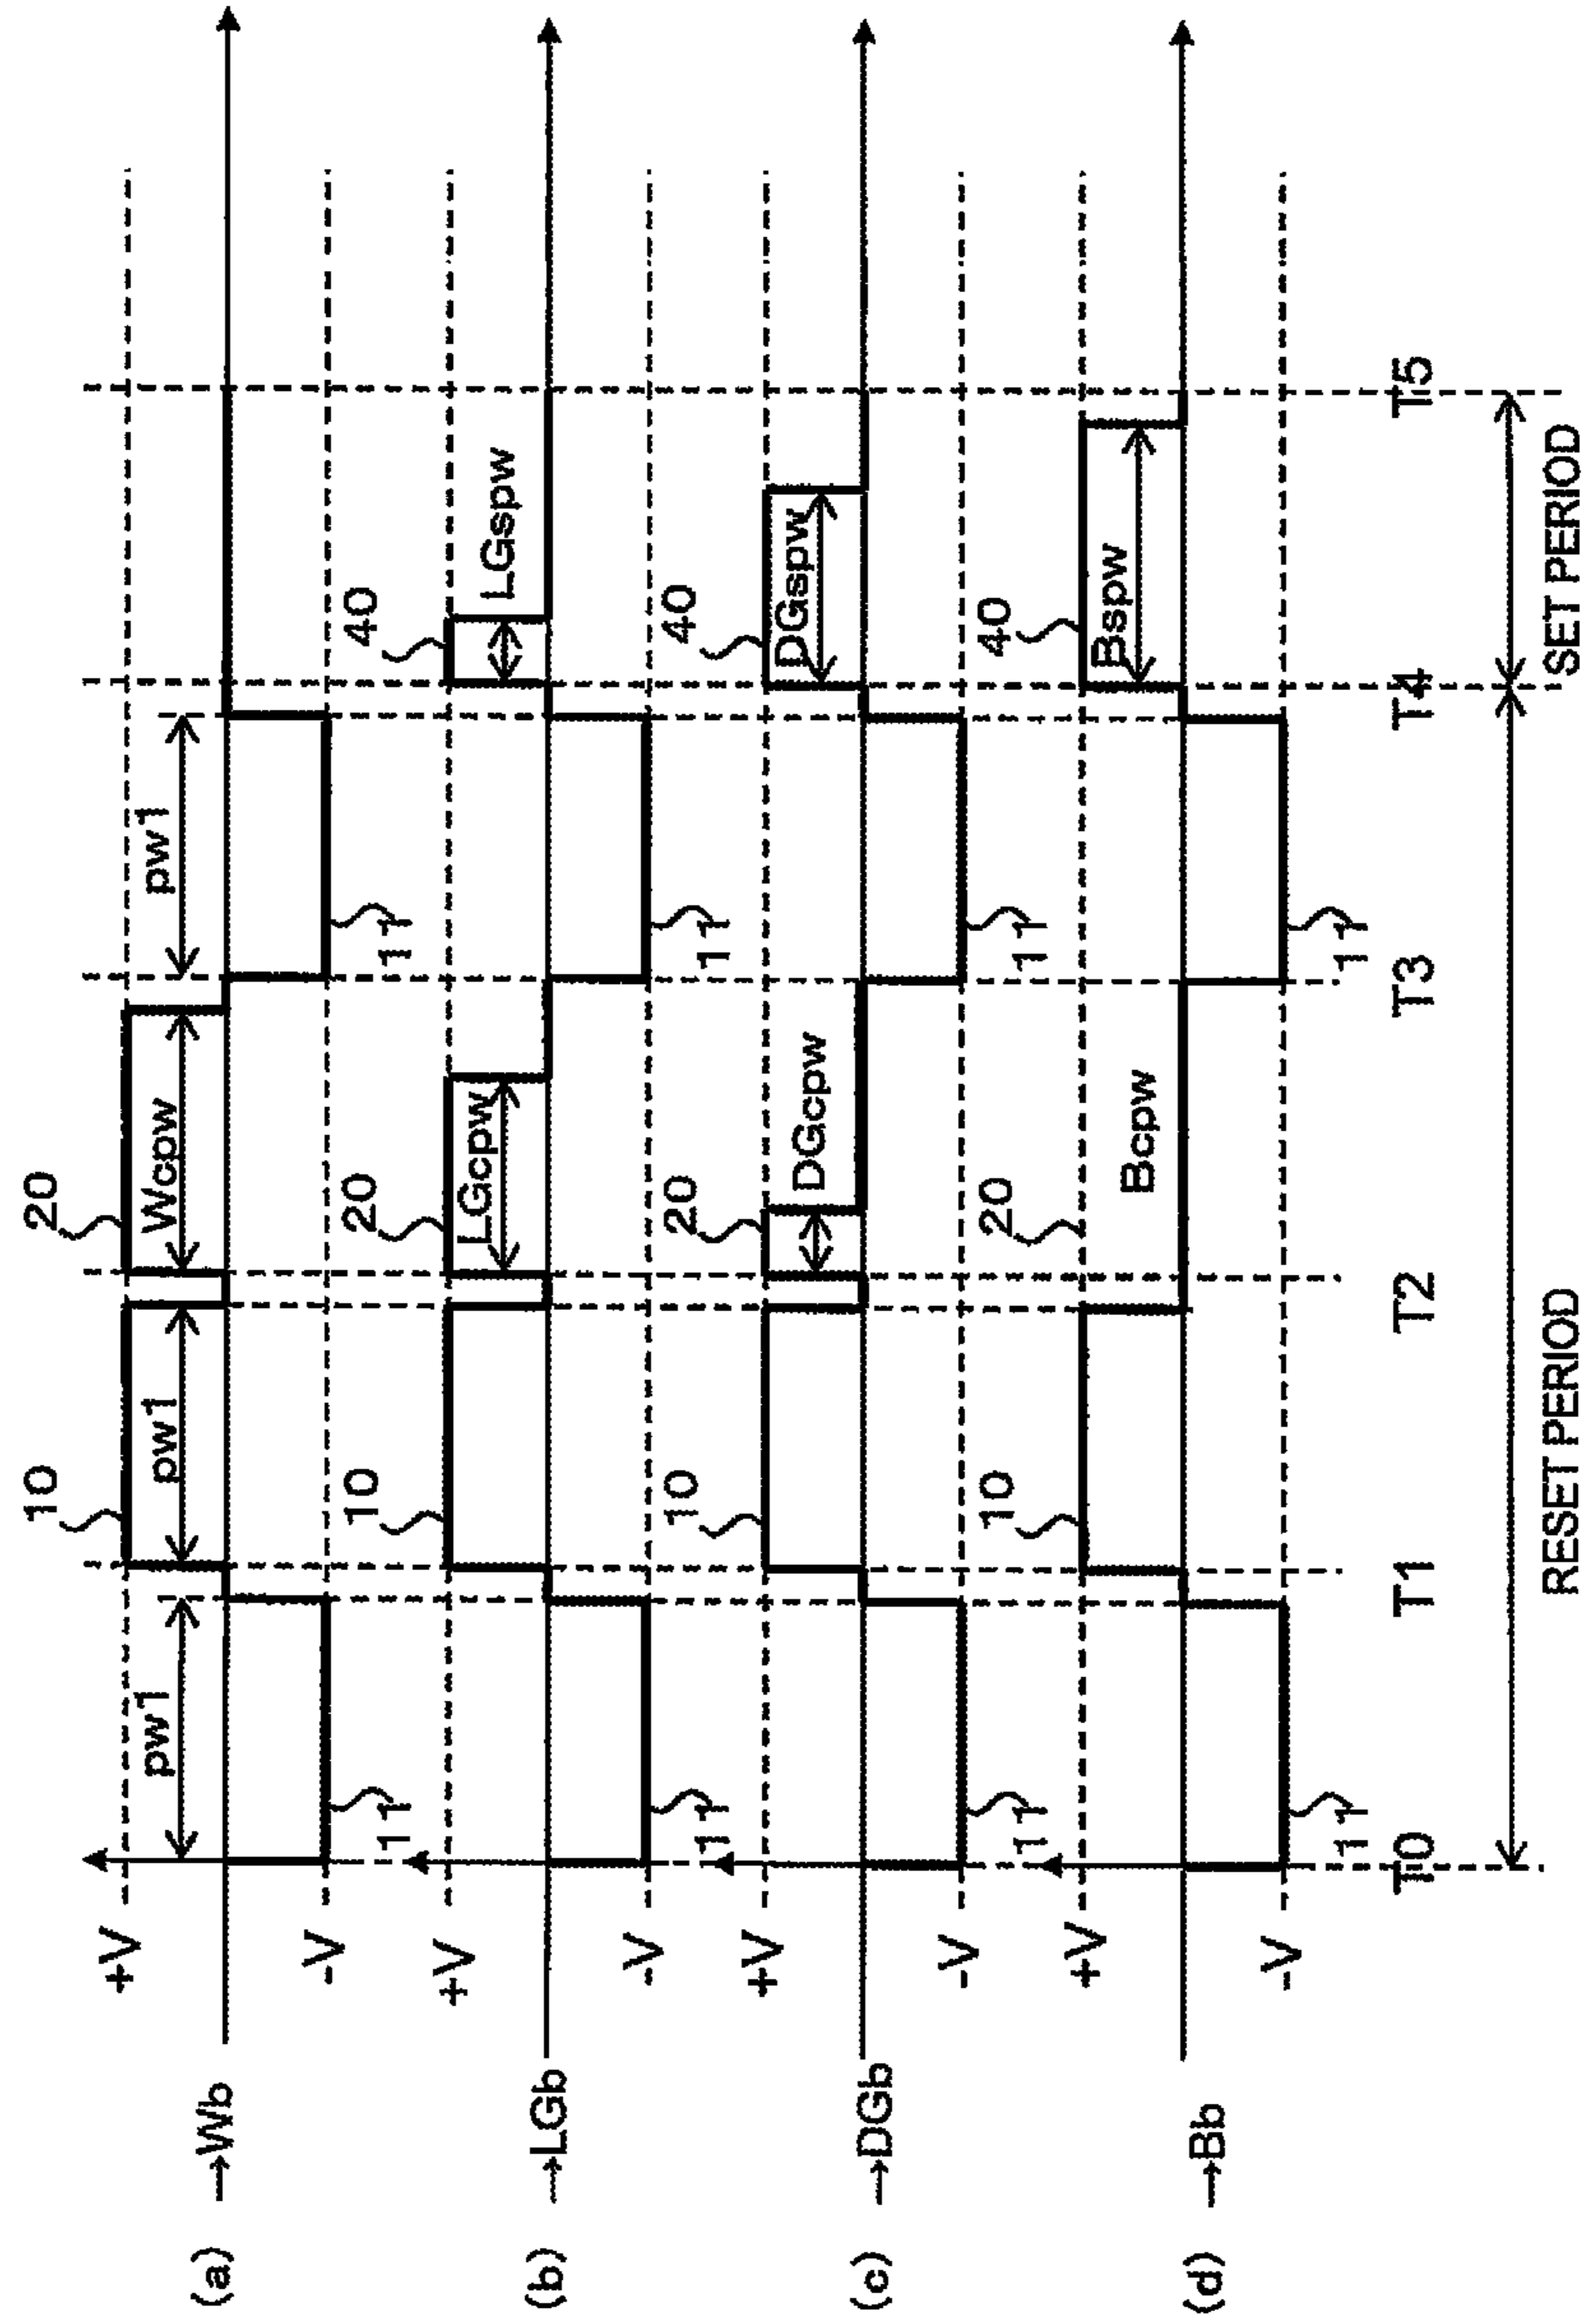 10
20
+V
pw1
pw1
Wcpw
pw1
(a) →Wb
-V
11
11
10
20
40
+V
LGcpw
LGspw
(b) →LGb
-V
11
11
10
20
40
+V
DGcpw
DGspw
(c) →DGb
-V
11
11
10
20
40
+V
Bcpw
Bspw
(d) →Bb
-V
11
11
T0
T1
T2
T3
T4
T5
RESET PERIOD
SET PERIOD